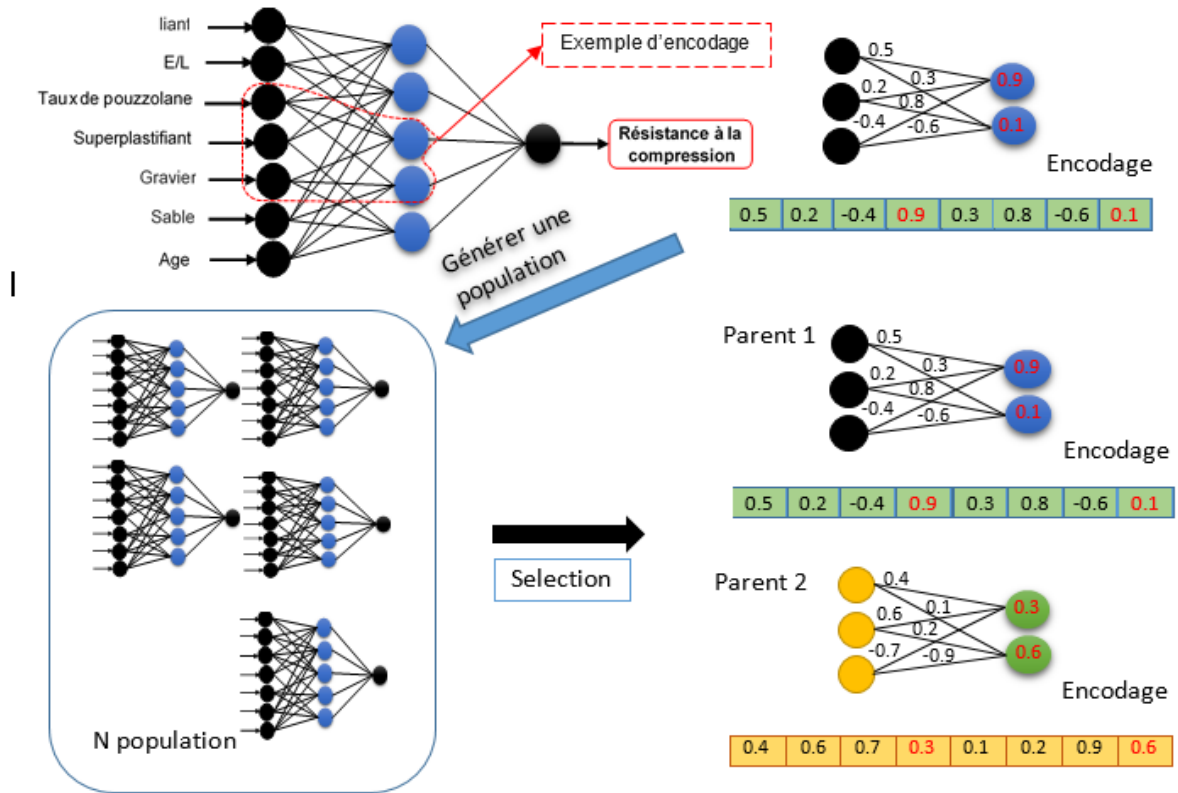 liant
E/L
Taux de pouzzolane
Superplastifiant
Gravier
Sable
Age
Exemple d'encodage
Résistance à la
compression
0.5
0.3
0.2
0.8
-0.4
-0.6
0.9
0.1
Encodage
0.5 0.2 -0.4 0.9 0.3 0.8 -0.6 0.1
Générer une
population
N population
Selection
Parent 1
0.5
0.3
0.2
0.8
-0.4
-0.6
0.9
0.1
Encodage
0.5 0.2 -0.4 0.9 0.3 0.8 -0.6 0.1
Parent 2
0.4
0.1
0.6
0.2
-0.7
-0.9
0.3
0.6
Encodage
0.4 0.6 0.7 0.3 0.1 0.2 0.9 0.6